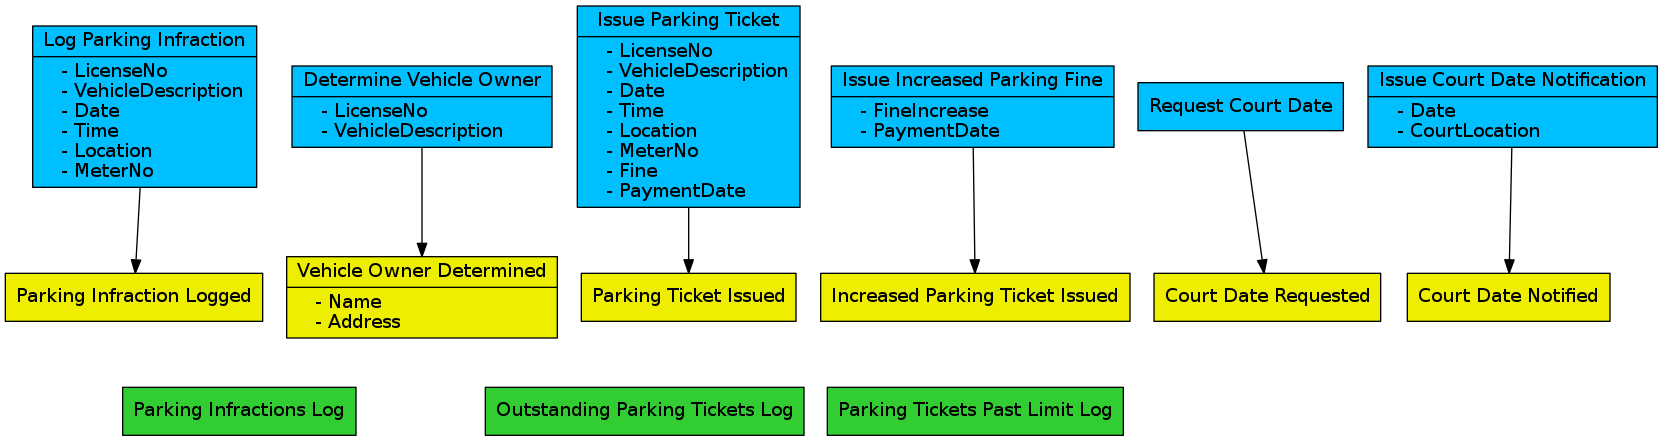 Log Parking Infraction
- LicenseNo
- VehicleDescription
- Date
- Time
- Location
- MeterNo
Determine Vehicle Owner
- LicenseNo
- VehicleDescription
Issue Parking Ticket
- LicenseNo
- VehicleDescription
- Date
- Time
- Location
- MeterNo
- Fine
- PaymentDate
Issue Increased Parking Fine
- FineIncrease
- PaymentDate
Request Court Date
Issue Court Date Notification
- Date
- CourtLocation
Parking Infraction Logged
Vehicle Owner Determined
- Name
- Address
Parking Ticket Issued
Increased Parking Ticket Issued
Court Date Requested
Court Date Notified
Parking Infractions Log
Outstanding Parking Tickets Log
Parking Tickets Past Limit Log